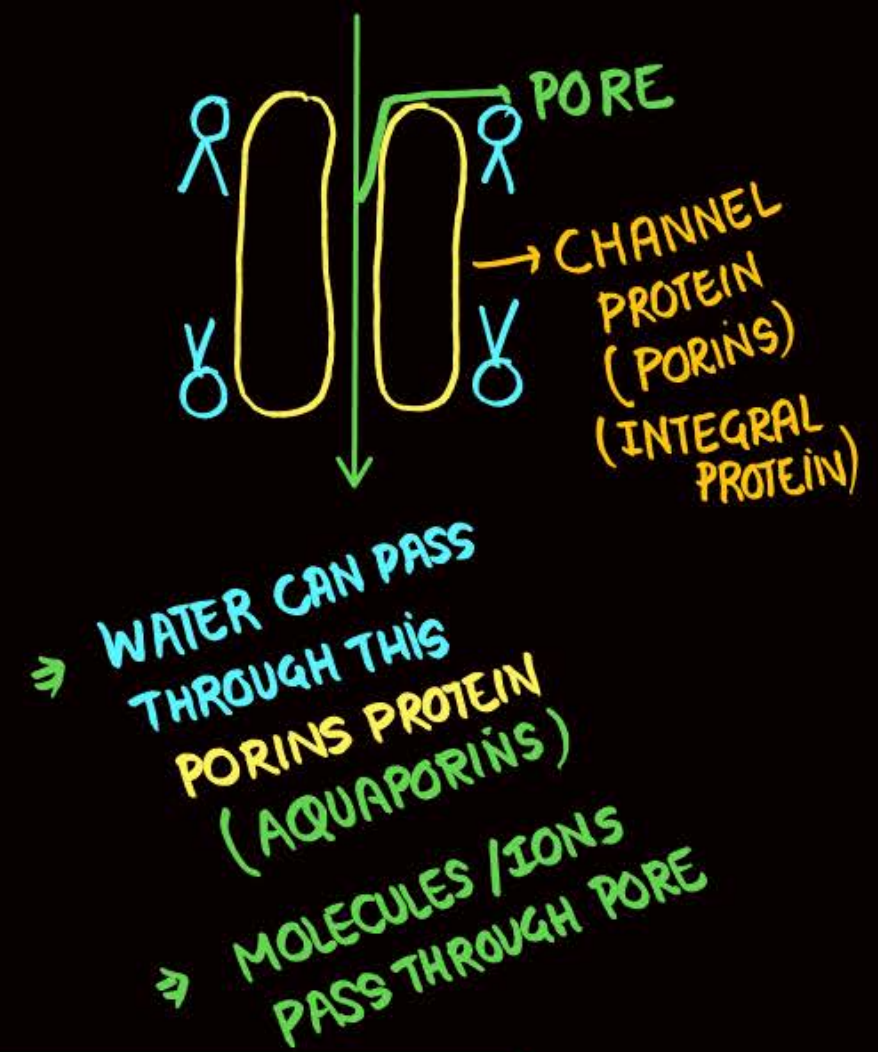 PORE
CHANNEL
PROTEIN
(PORINS)
(INTEGRAL
PROTEIN)
⇒ WATER CAN PASS
THROUGH THIS
PORINS PROTEIN
(AQUAPORINS)
⇒ MOLECULES/IONS
PASS THROUGH PORE